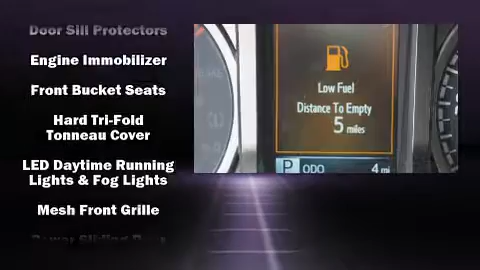 Door Sill Protectors
Engine Immobilizer
Front Bucket Seats
Hard Tri-Fold
Tonneau Cover
LED Daytime Running
Lights & Fog Lights
Mesh Front Grille
Low Fuel
Distance To Empty
5 miles
P ODO 4 mi